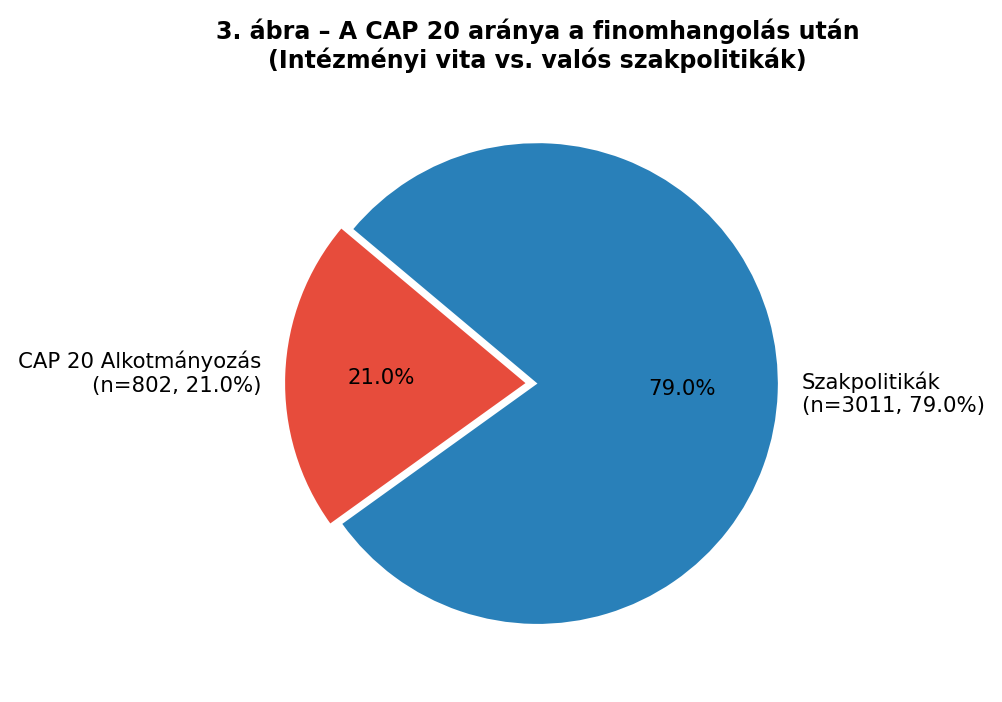 3. ábra – A CAP 20 aránya a finomhangolás után
(Intézményi vita vs. valós szakpolitikák)
CAP 20 Alkotmányozás
(n=802, 21.0%)
21.0%
79.0%
Szakpolitikák
(n=3011, 79.0%)